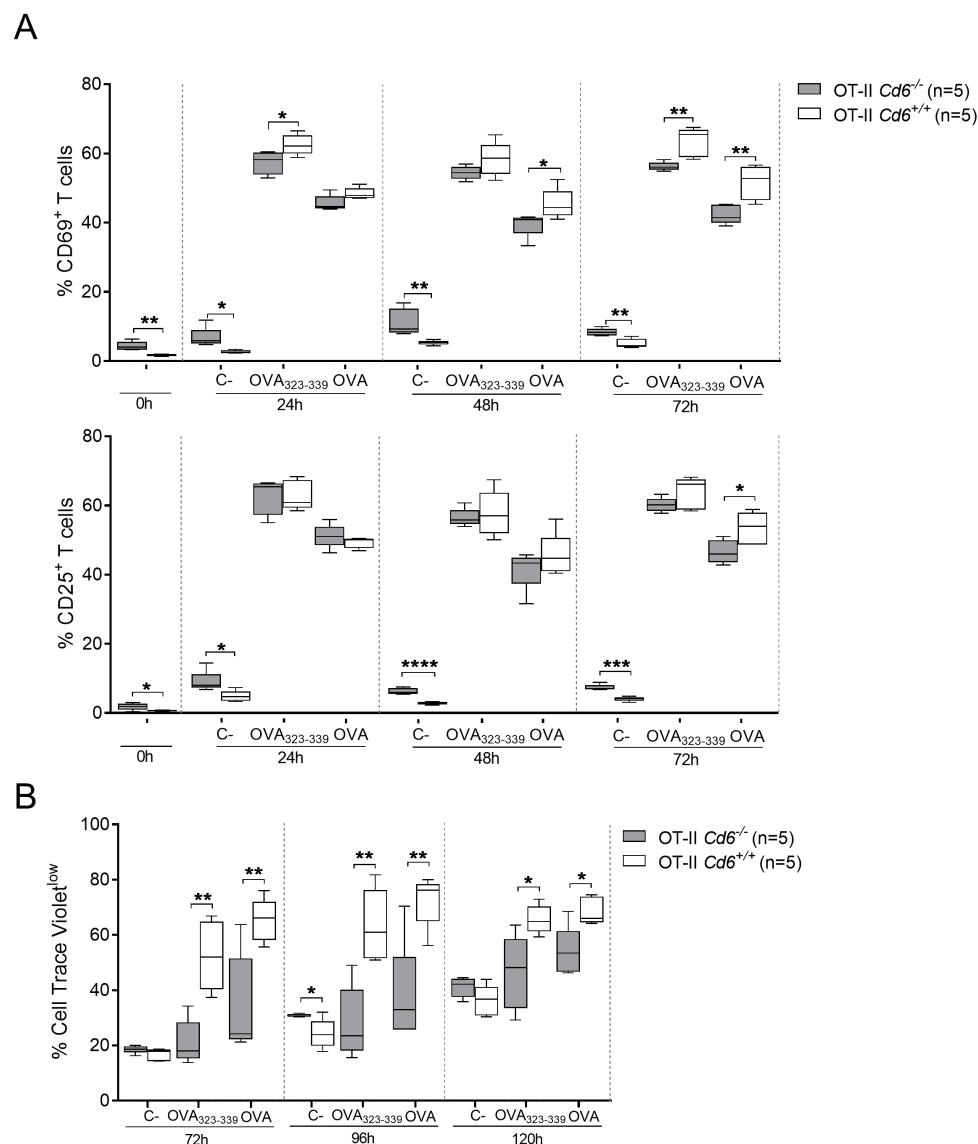 A
80
60
40
20
0
% CD69⁺ T cells
OT-II Cd6⁻/⁻ (n=5)
OT-II Cd6⁺/⁺ (n=5)
** * ** * ** * ** ** **
C- OVA₃₂₃₋₃₃₉ OVA C- OVA₃₂₃₋₃₃₉ OVA C- OVA₃₂₃₋₃₃₉ OVA
0h 24h 48h 72h
80
60
40
20
0
% CD25⁺ T cells
* * **** *** *
C- OVA₃₂₃₋₃₃₉ OVA C- OVA₃₂₃₋₃₃₉ OVA C- OVA₃₂₃₋₃₃₉ OVA
0h 24h 48h 72h
B
100
80
60
40
20
0
% Cell Trace Violetˡᵒʷ
OT-II Cd6⁻/⁻ (n=5)
OT-II Cd6⁺/⁺ (n=5)
** ** * ** ** * *
C- OVA₃₂₃₋₃₃₉ OVA C- OVA₃₂₃₋₃₃₉ OVA C- OVA₃₂₃₋₃₃₉ OVA
72h 96h 120h